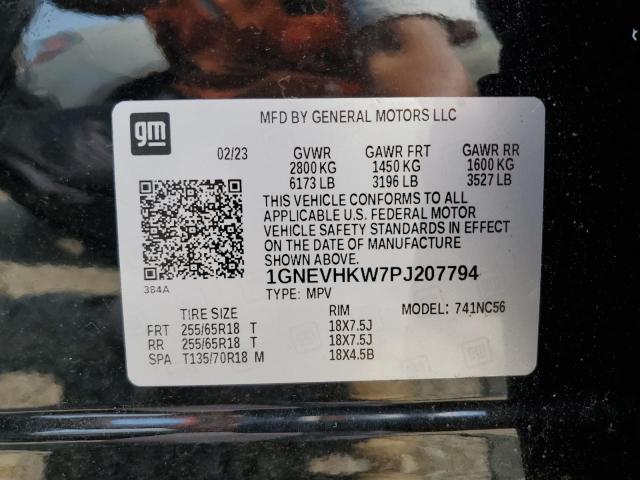 gm
MFD BY GENERAL MOTORS LLC
02/23 GVWR GAWR FRT GAWR RR
2800 KG 1450 KG 1600 KG
6173 LB 3196 LB 3527 LB
THIS VEHICLE CONFORMS TO ALL
APPLICABLE U.S. FEDERAL MOTOR
VEHICLE SAFETY STANDARDS IN EFFECT
ON THE DATE OF MANUFACTURE
SHOWN ABOVE.
384A
1GNEVHKW7PJ207794
TYPE: MPV
TIRE SIZE RIM MODEL: 741NC56
FRT 255/65R18 T 18X7.5J
RR 255/65R18 T 18X7.5J
SPA T135/70R18 M 18X4.5B